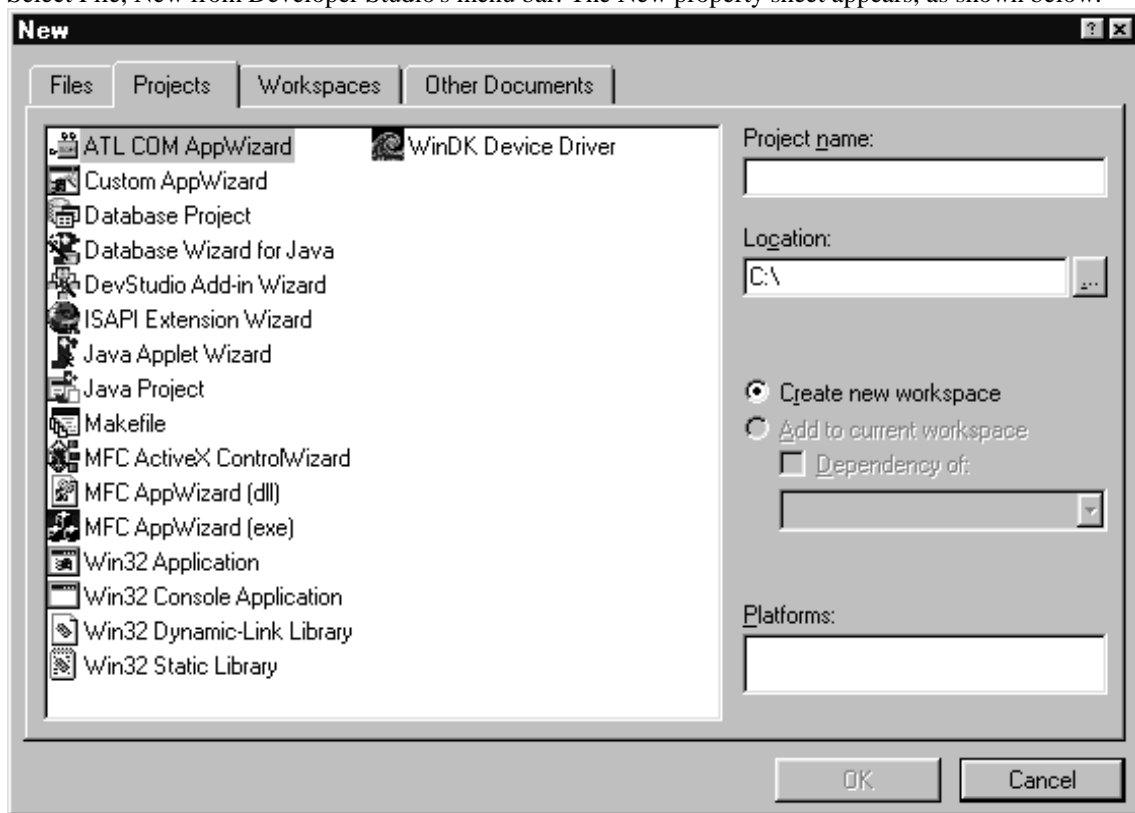 Select File, New from Developer Studio's menu bar. The New property sheet appears, as shown below.
New
Files Projects Workspaces Other Documents
ATL COM AppWizard WinDK Device Driver
Custom AppWizard
Database Project
Database Wizard for Java
DevStudio Add-in Wizard
ISAPI Extension Wizard
Java Applet Wizard
Java Project
Makefile
MFC ActiveX ControlWizard
MFC AppWizard (dll)
MFC AppWizard (exe)
Win32 Application
Win32 Console Application
Win32 Dynamic-Link Library
Win32 Static Library
Project name:
Location:
C:\
...
Create new workspace
Add to current workspace
Dependency of:
Platforms:
OK Cancel